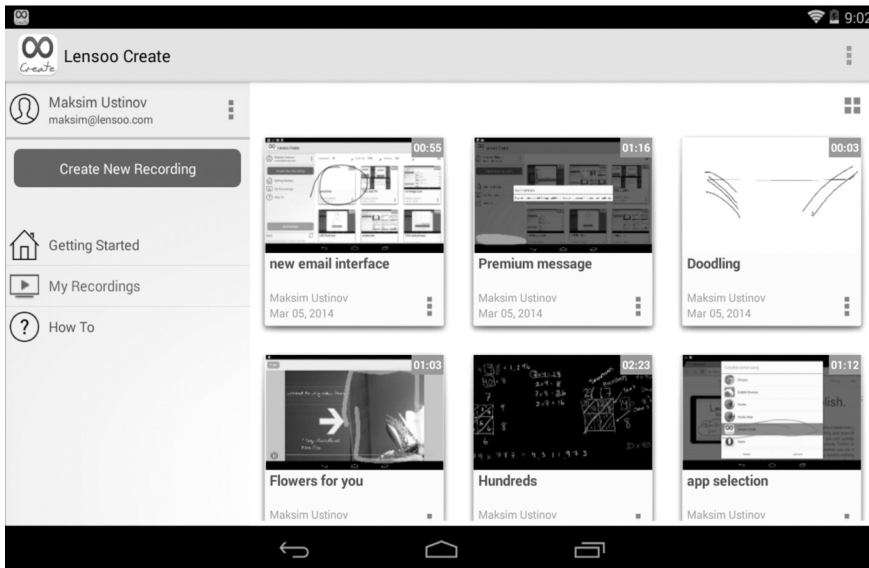 9:02
Create
Lensoo Create
Maksim Ustinov
maksim@lensoo.com
Create New Recording
Getting Started
My Recordings
? How To
00:55
new email interface
Maksim Ustinov
Mar 05, 2014
01:16
Premium message
Maksim Ustinov
Mar 05, 2014
00:03
Doodling
Maksim Ustinov
Mar 05, 2014
01:03
Flowers for you
Maksim Ustinov
02:23
Hundreds
Maksim Ustinov
01:12
lish.
app selection
Maksim Ustinov